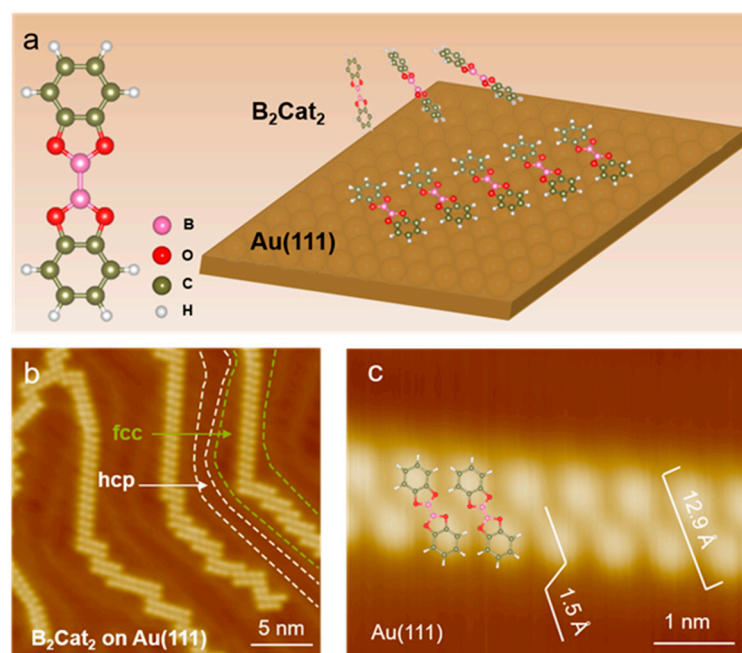 a
B₂Cat₂
Au(111)
B
O
C
H
b
fcc
hcp
B₂Cat₂ on Au(111)
5 nm
c
12.9 Å
1.5 Å
Au(111)
1 nm